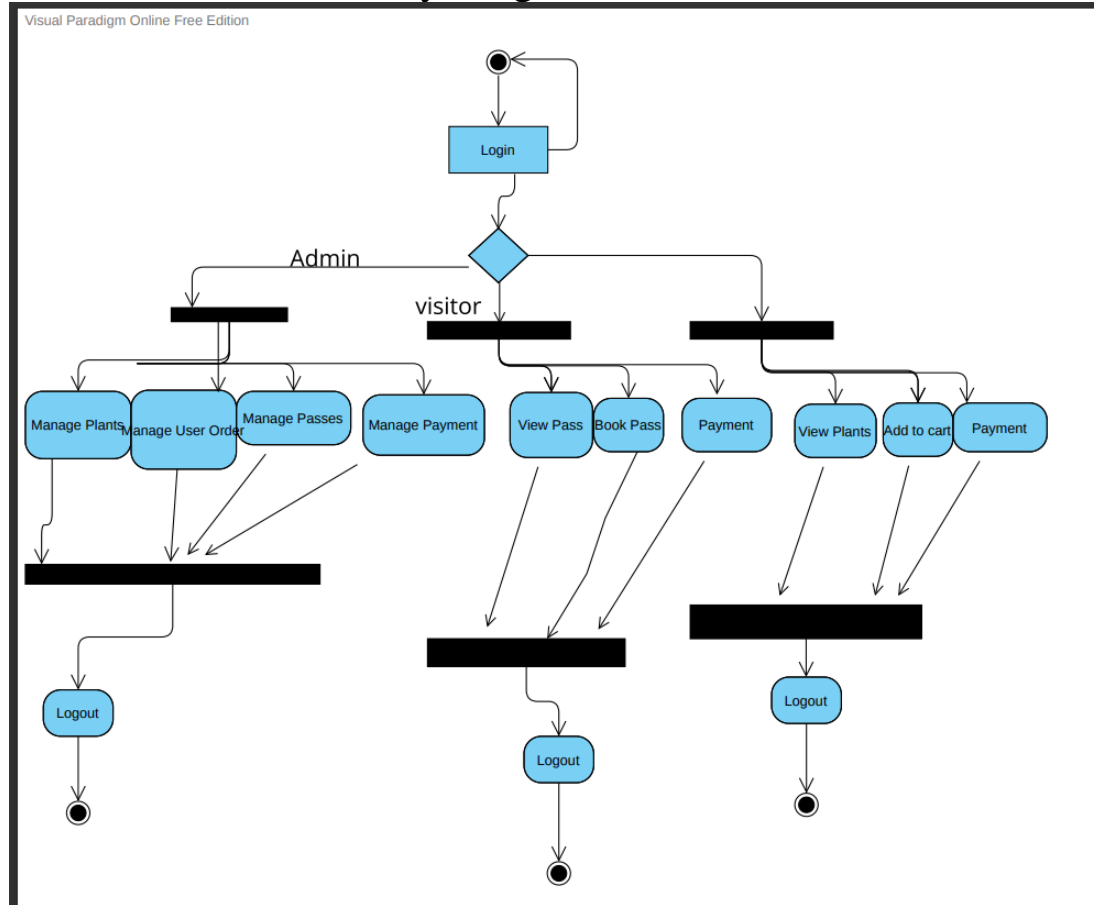 Visual Paradigm Online Free Edition
Login
Admin
visitor
Manage Plants
Manage User Order
Manage Passes
Manage Payment
View Pass
Book Pass
Payment
View Plants
Add to cart
Payment
Logout
Logout
Logout